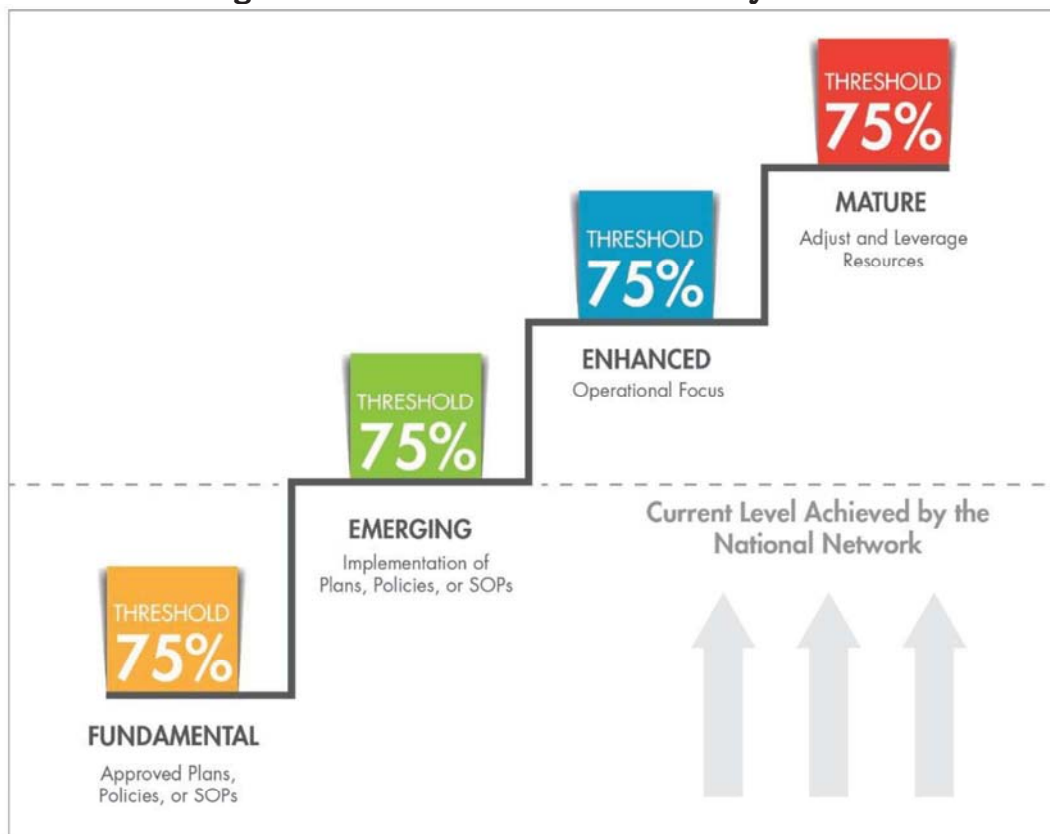 THRESHOLD
75%
MATURE
Adjust and Leverage
Resources
THRESHOLD
75%
ENHANCED
Operational Focus
THRESHOLD
75%
EMERGING
Implementation of
Plans, Policies, or SOPs
Current Level Achieved by the
National Network
THRESHOLD
75%
FUNDAMENTAL
Approved Plans,
Policies, or SOPs